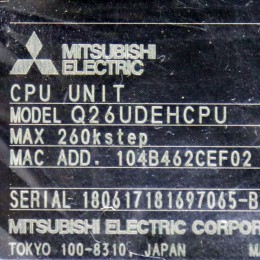 MITSUBISHI
ELECTRIC
CPU UNIT
MODEL Q26UDEHCPU
MAX 260kstep
MAC ADD. 104B462CEF02
SERIAL 180617181697065-B
MITSUBISHI ELECTRIC CORPOR
TOKYO 100-8310, JAPAN MA